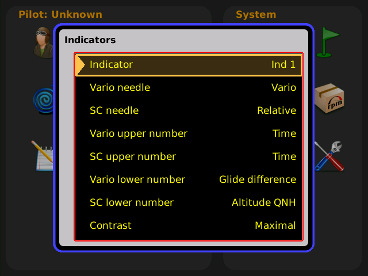 Pilot: Unknown
System
Indicators
Indicator Ind 1
Vario needle Vario
SC needle Relative
Vario upper number Time
SC upper number Time
Vario lower number Glide difference
SC lower number Altitude QNH
Contrast Maximal